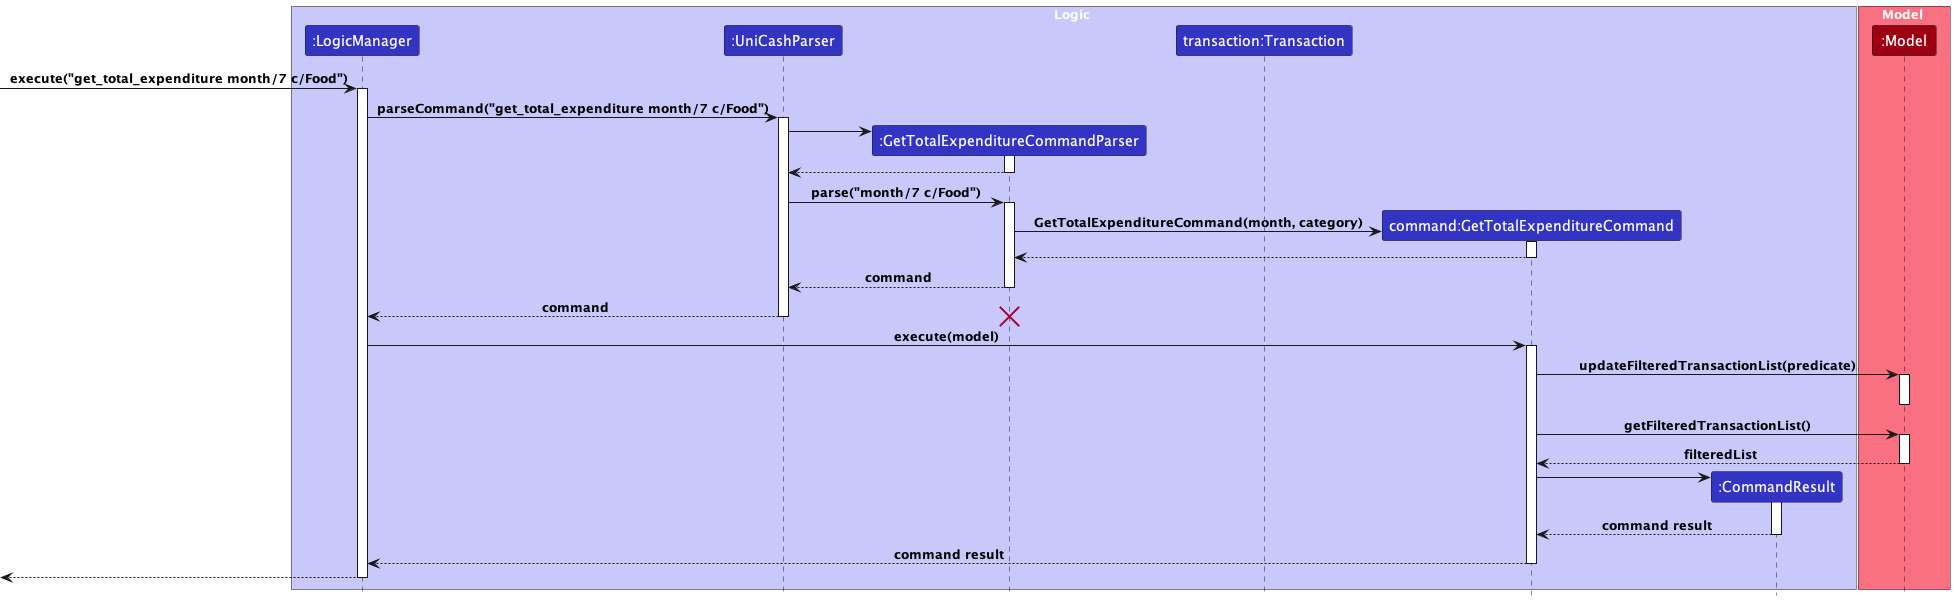 Logic
Model
:LogicManager
:UniCashParser
transaction:Transaction
:Model
execute("get_total_expenditure month/7 c/Food")
parseCommand("get_total_expenditure month/7 c/Food")
:GetTotalExpenditureCommandParser
parse("month/7 c/Food")
GetTotalExpenditureCommand(month, category)
command:GetTotalExpenditureCommand
command
command
execute(model)
updateFilteredTransactionList(predicate)
getFilteredTransactionList()
filteredList
:CommandResult
command result
command result